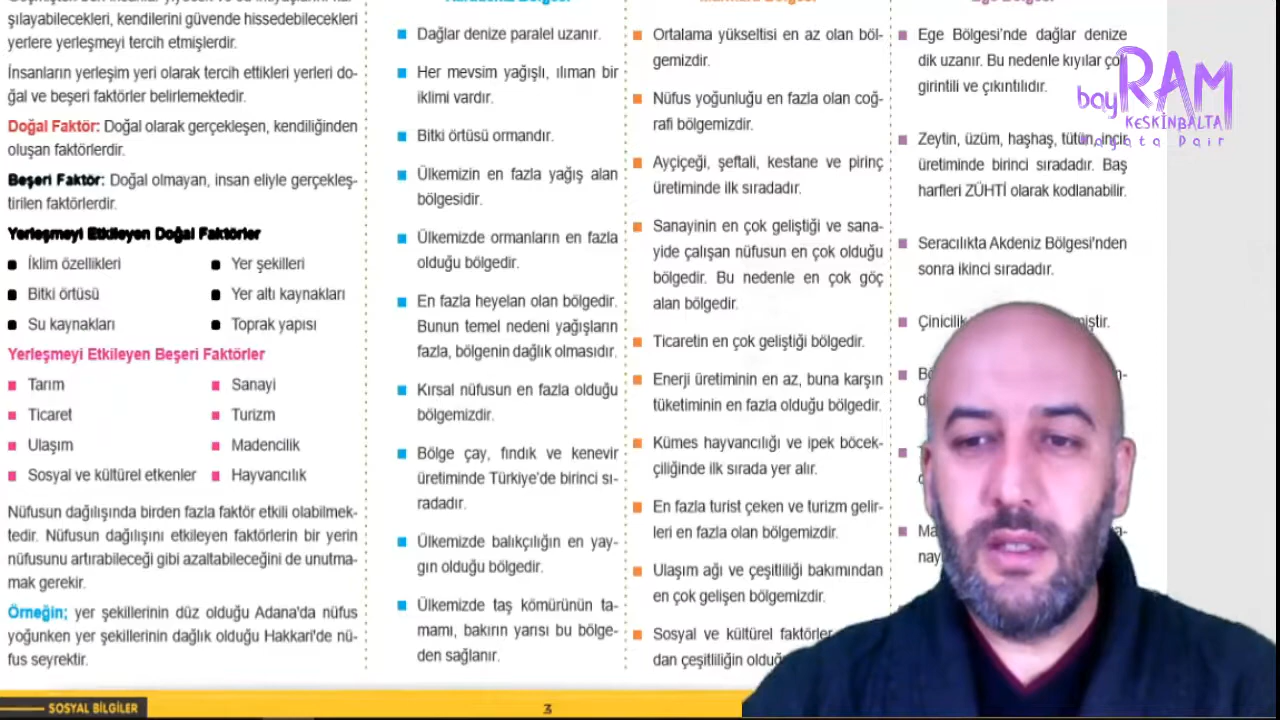 şılayabilecekleri, kendilerini güvende hissedebilecekleri
yerlere yerleşmeyi tercih etmişlerdir.
İnsanların yerleşim yeri olarak tercih ettikleri yerleri do-
ğal ve beşeri faktörler belirlemektedir.
Doğal Faktör: Doğal olarak gerçekleşen, kendiliğinden
oluşan faktörlerdir.
Beşeri Faktör: Doğal olmayan, insan eliyle gerçekleş-
tirilen faktörlerdir.
Yerleşmeyi Etkileyen Doğal Faktörler
İklim özellikleri
Yer şekilleri
Bitki örtüsü
Yer altı kaynakları
Su kaynakları
Toprak yapısı
Yerleşmeyi Etkileyen Beşeri Faktörler
Tarım
Sanayi
Ticaret
Turizm
Ulaşım
Madencilik
Sosyal ve kültürel etkenler
Hayvancılık
Nüfusun dağılışında birden fazla faktör etkili olabilmek-
tedir. Nüfusun dağılışını etkileyen faktörlerin bir yerin
nüfusunu artırabileceği gibi azaltabileceğini de unutma-
mak gerekir.
Örneğin; yer şekillerinin düz olduğu Adana'da nüfus
yoğunken yer şekillerinin dağlık olduğu Hakkari'de nü-
fus seyrektir.
Dağlar denize paralel uzanır.
Her mevsim yağışlı, ılıman bir
iklimi vardır.
Bitki örtüsü ormandır.
Ülkemizin en fazla yağış alan
bölgesidir.
Ülkemizde ormanların en fazla
olduğu bölgedir.
En fazla heyelan olan bölgedir.
Bunun temel nedeni yağışların
fazla, bölgenin dağlık olmasıdır.
Kırsal nüfusun en fazla olduğu
bölgemizdir.
Bölge çay, fındık ve kenevir
üretiminde Türkiye'de birinci sı-
radadır.
Ülkemizde balıkçılığın en yay-
gın olduğu bölgedir.
Ülkemizde taş kömürünün ta-
mamı, bakırın yarısı bu bölge-
den sağlanır.
Ortalama yükseltisi en az olan böl-
gemizdir.
Nüfus yoğunluğu en fazla olan coğ-
rafi bölgemizdir.
Ayçiçeği, şeftali, kestane ve pirinç
üretiminde ilk sıradadır.
Sanayinin en çok geliştiği ve sana-
yide çalışan nüfusun en çok olduğu
bölgedir. Bu nedenle en çok göç
alan bölgedir.
Ticaretin en çok geliştiği bölgedir.
Enerji üretiminin en az, buna karşın
tüketiminin en fazla olduğu bölgedir.
Kümes hayvancılığı ve ipek böcek-
çiliğinde ilk sırada yer alır.
En fazla turist çeken ve turizm gelir-
leri en fazla olan bölgemizdir.
Ulaşım ağı ve çeşitliliği bakımından
en çok gelişen bölgemizdir.
Sosyal ve kültürel faktörler
dan çeşitliliğin
Ege Bölgesi'nde dağlar denize
dik uzanır. Bu nedenle kıyılar çok
girintili ve çıkıntılıdır.
Zeytin, üzüm, haşhaş, tütün, incir
üretiminde birinci sıradadır. Baş
harfleri ZÜHTİ olarak kodlanabilir.
Seracılıkta Akdeniz Bölgesi'nden
sonra ikinci sıradadır.
bay RAM
KESKİNBALTA
Hayata Dair
SOSYAL BİLGİLER
3